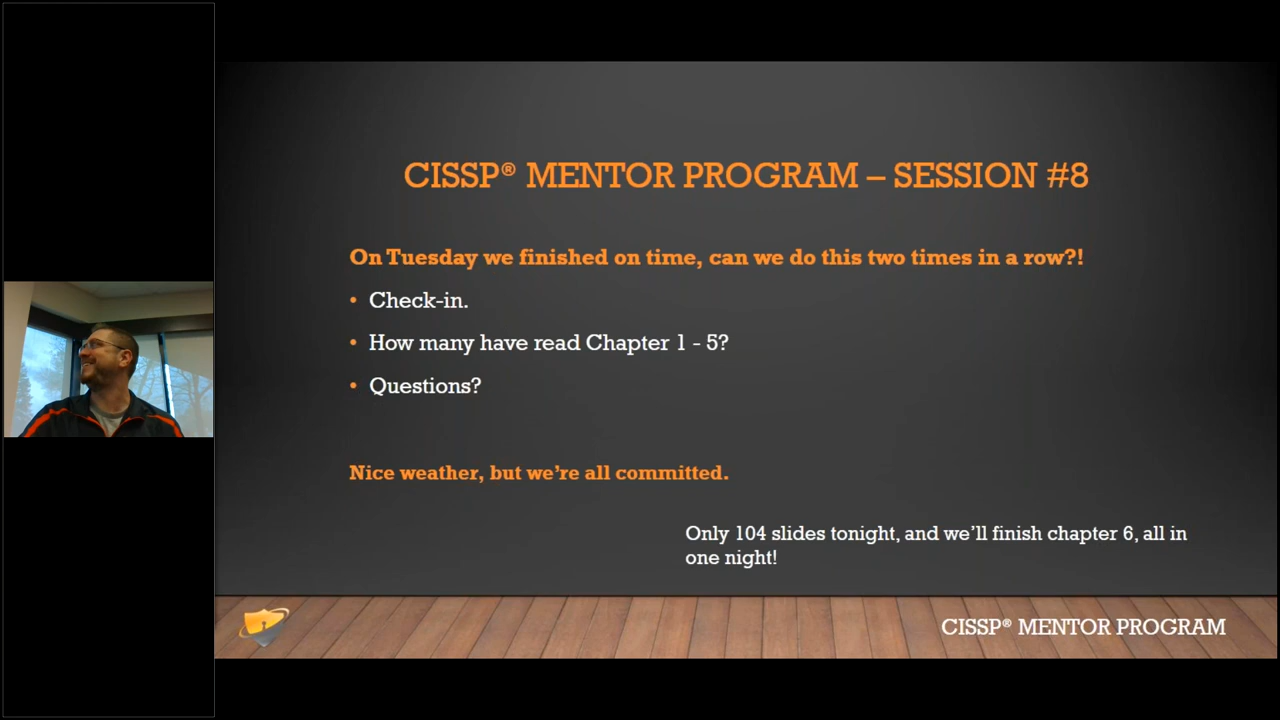 CISSP® MENTOR PROGRAM – SESSION #8
On Tuesday we finished on time, can we do this two times in a row?!
• Check-in.
• How many have read Chapter 1 - 5?
• Questions?
Nice weather, but we're all committed.
Only 104 slides tonight, and we'll finish chapter 6, all in
one night!
CISSP® MENTOR PROGRAM